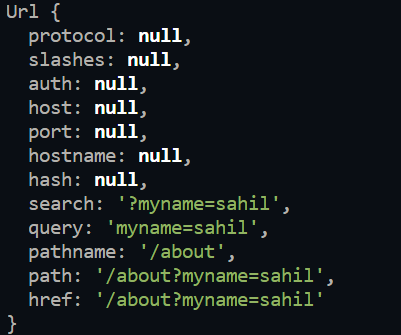 Url {
  protocol: null,
  slashes: null,
  auth: null,
  host: null,
  port: null,
  hostname: null,
  hash: null,
  search: '?myname=sahil',
  query: 'myname=sahil',
  pathname: '/about',
  path: '/about?myname=sahil',
  href: '/about?myname=sahil'
}